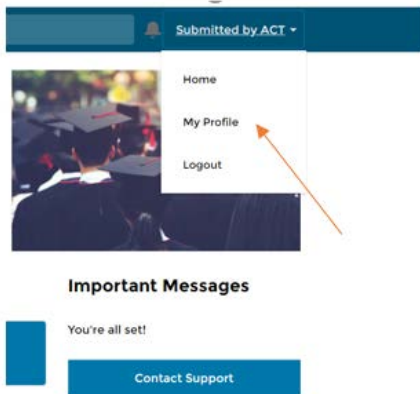 Submitted by ACT
Home
My Profile
Logout
Important Messages
You're all set!
Contact Support